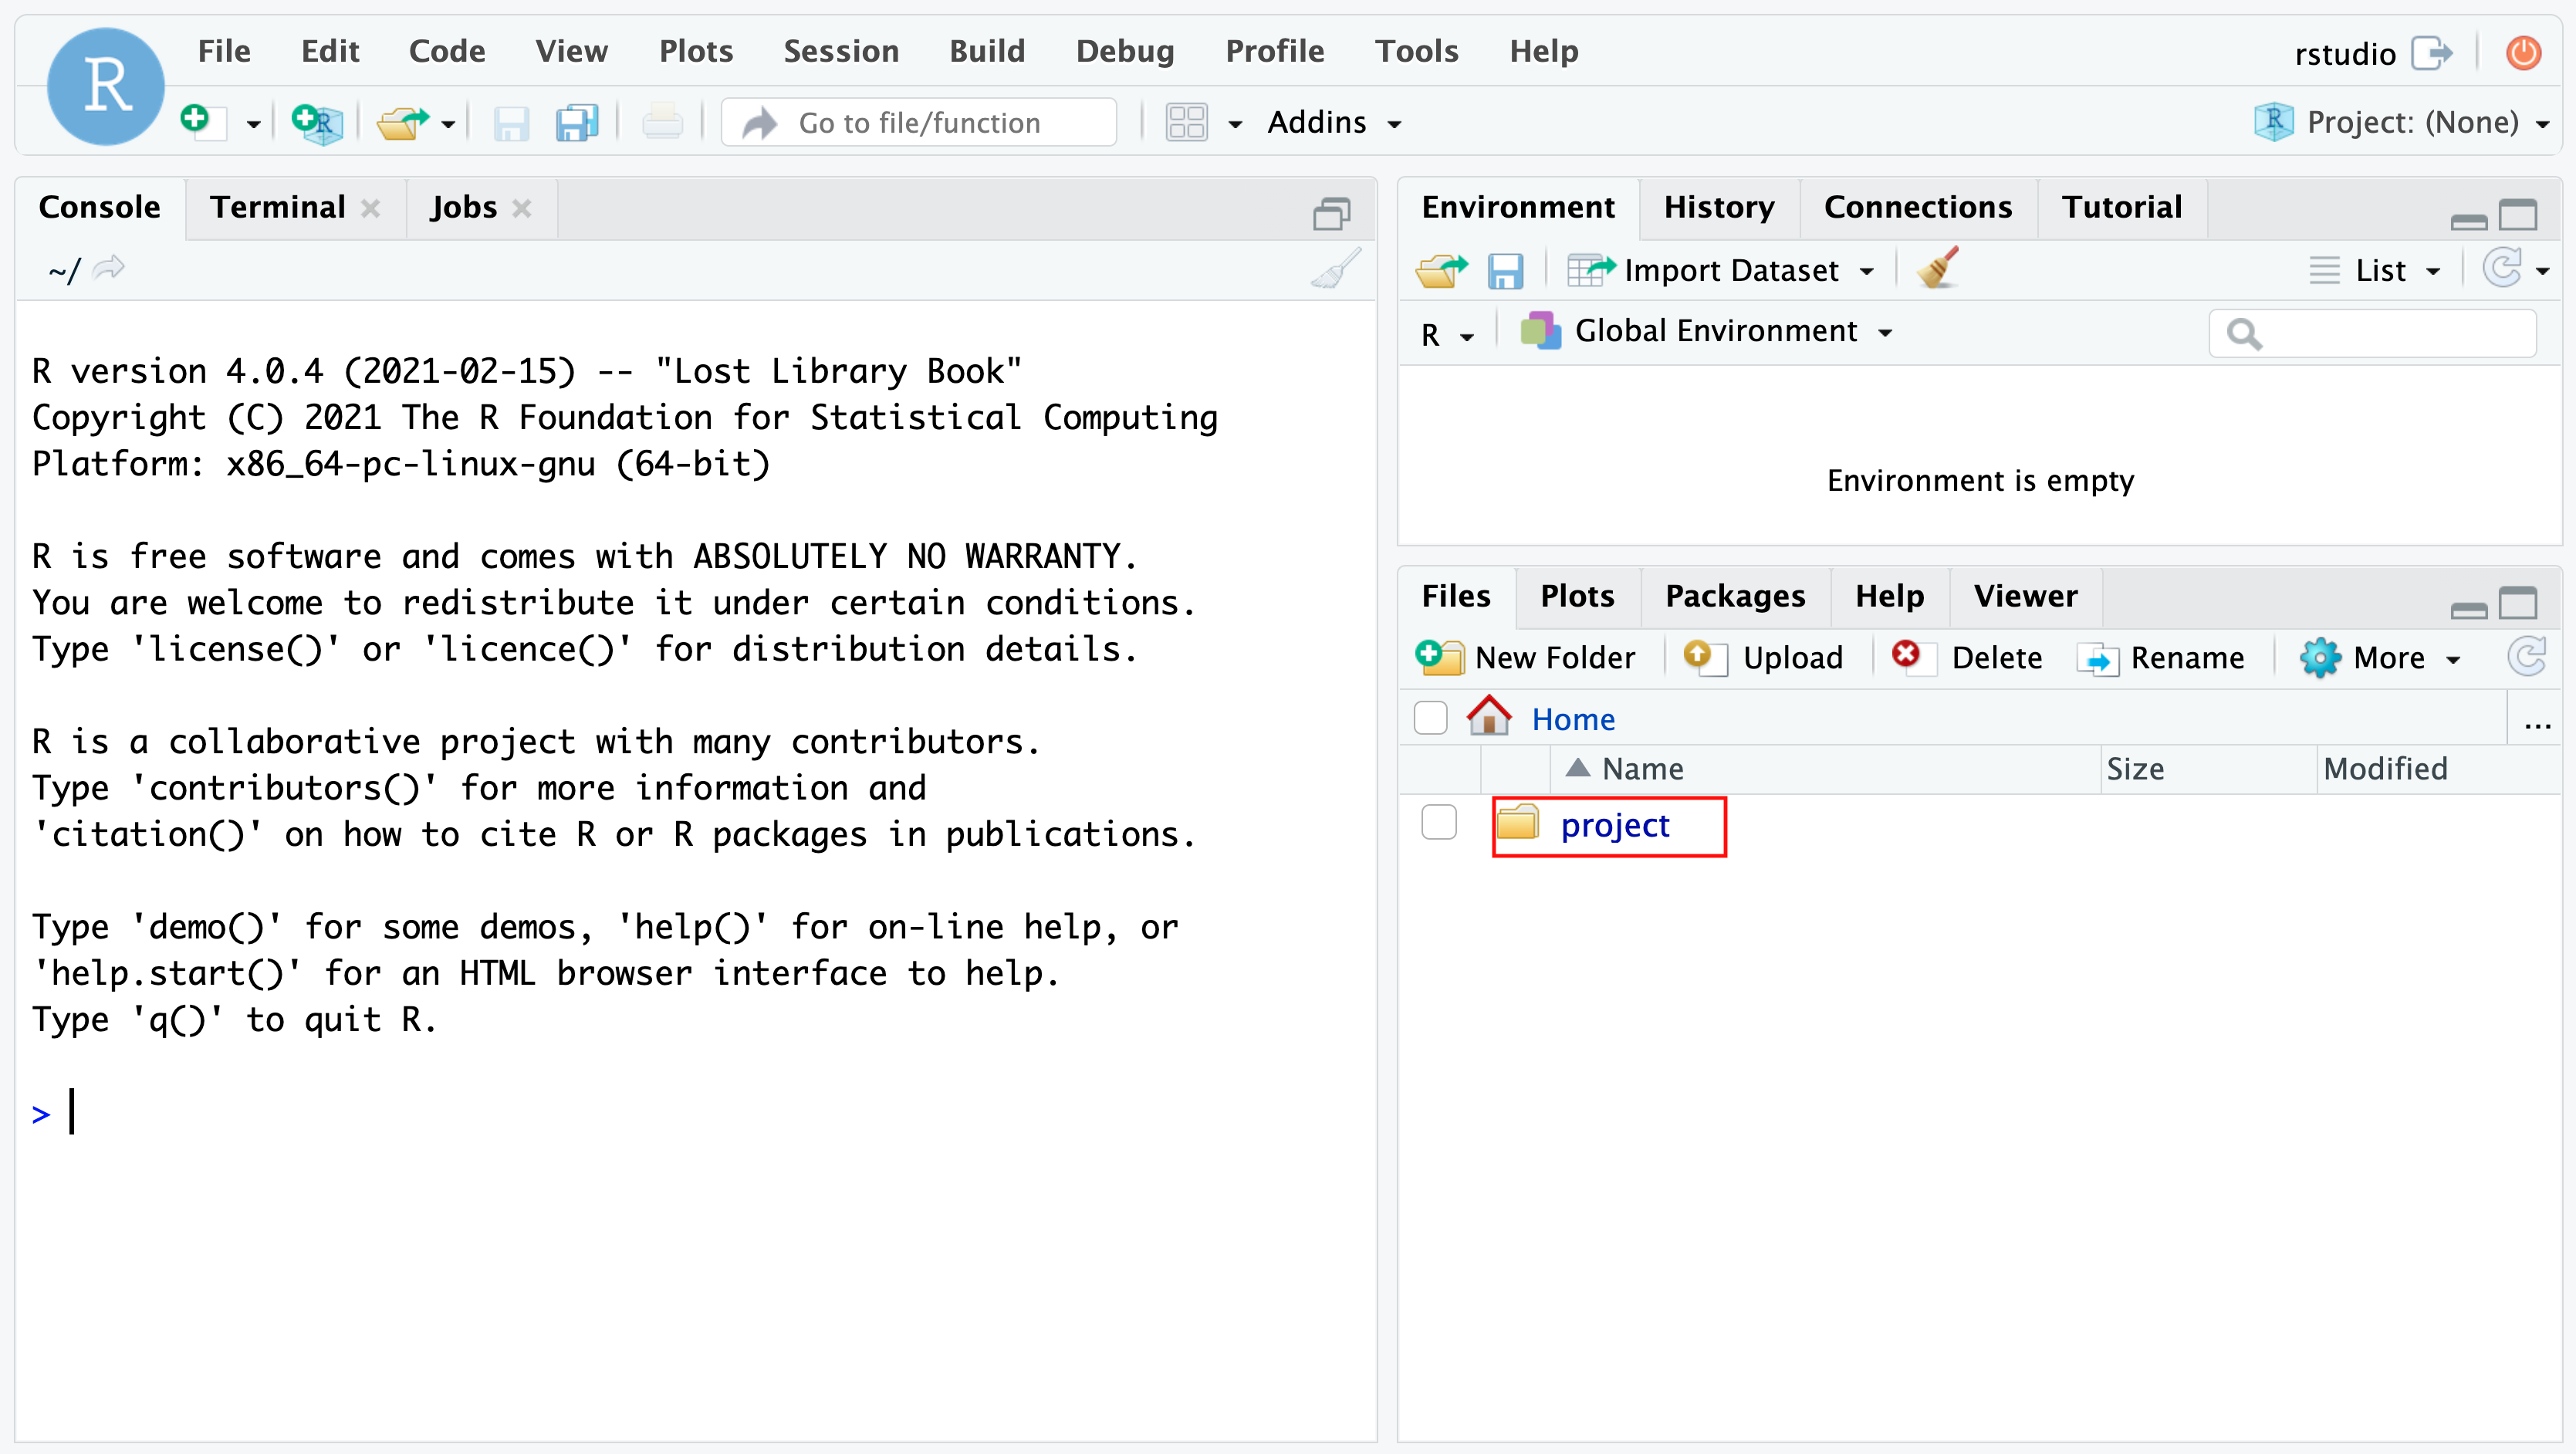 R
File Edit Code View Plots Session Build Debug Profile Tools Help
rstudio
R
Go to file/function
Addins
R
Project: (None)
Console Terminal Jobs
~/
R version 4.0.4 (2021-02-15) -- "Lost Library Book"
Copyright (C) 2021 The R Foundation for Statistical Computing
Platform: x86_64-pc-linux-gnu (64-bit)
R is free software and comes with ABSOLUTELY NO WARRANTY.
You are welcome to redistribute it under certain conditions.
Type 'license()' or 'licence()' for distribution details.
R is a collaborative project with many contributors.
Type 'contributors()' for more information and
'citation()' on how to cite R or R packages in publications.
Type 'demo()' for some demos, 'help()' for on-line help, or
'help.start()' for an HTML browser interface to help.
Type 'q()' to quit R.
>
Environment History Connections Tutorial
Import Dataset
List
R
Global Environment
Environment is empty
Files Plots Packages Help Viewer
New Folder Upload Delete Rename More
Home
...
Name Size Modified
project